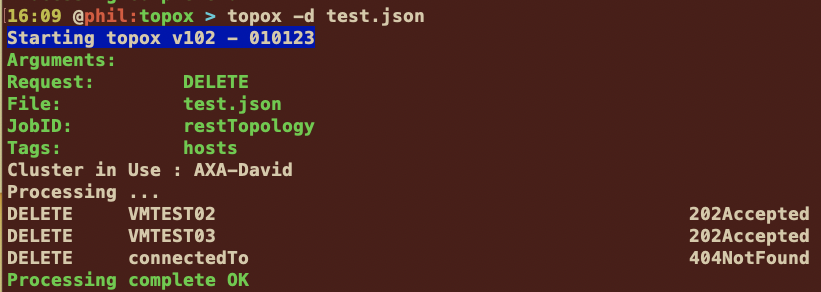 16:09 @phil:topox > topox -d test.json
Starting topox v102 - 010123
Arguments:
Request: DELETE
File: test.json
JobID: restTopology
Tags: hosts
Cluster in Use : AXA-David
Processing ...
DELETE VMTEST02 202Accepted
DELETE VMTEST03 202Accepted
DELETE connectedTo 404NotFound
Processing complete OK